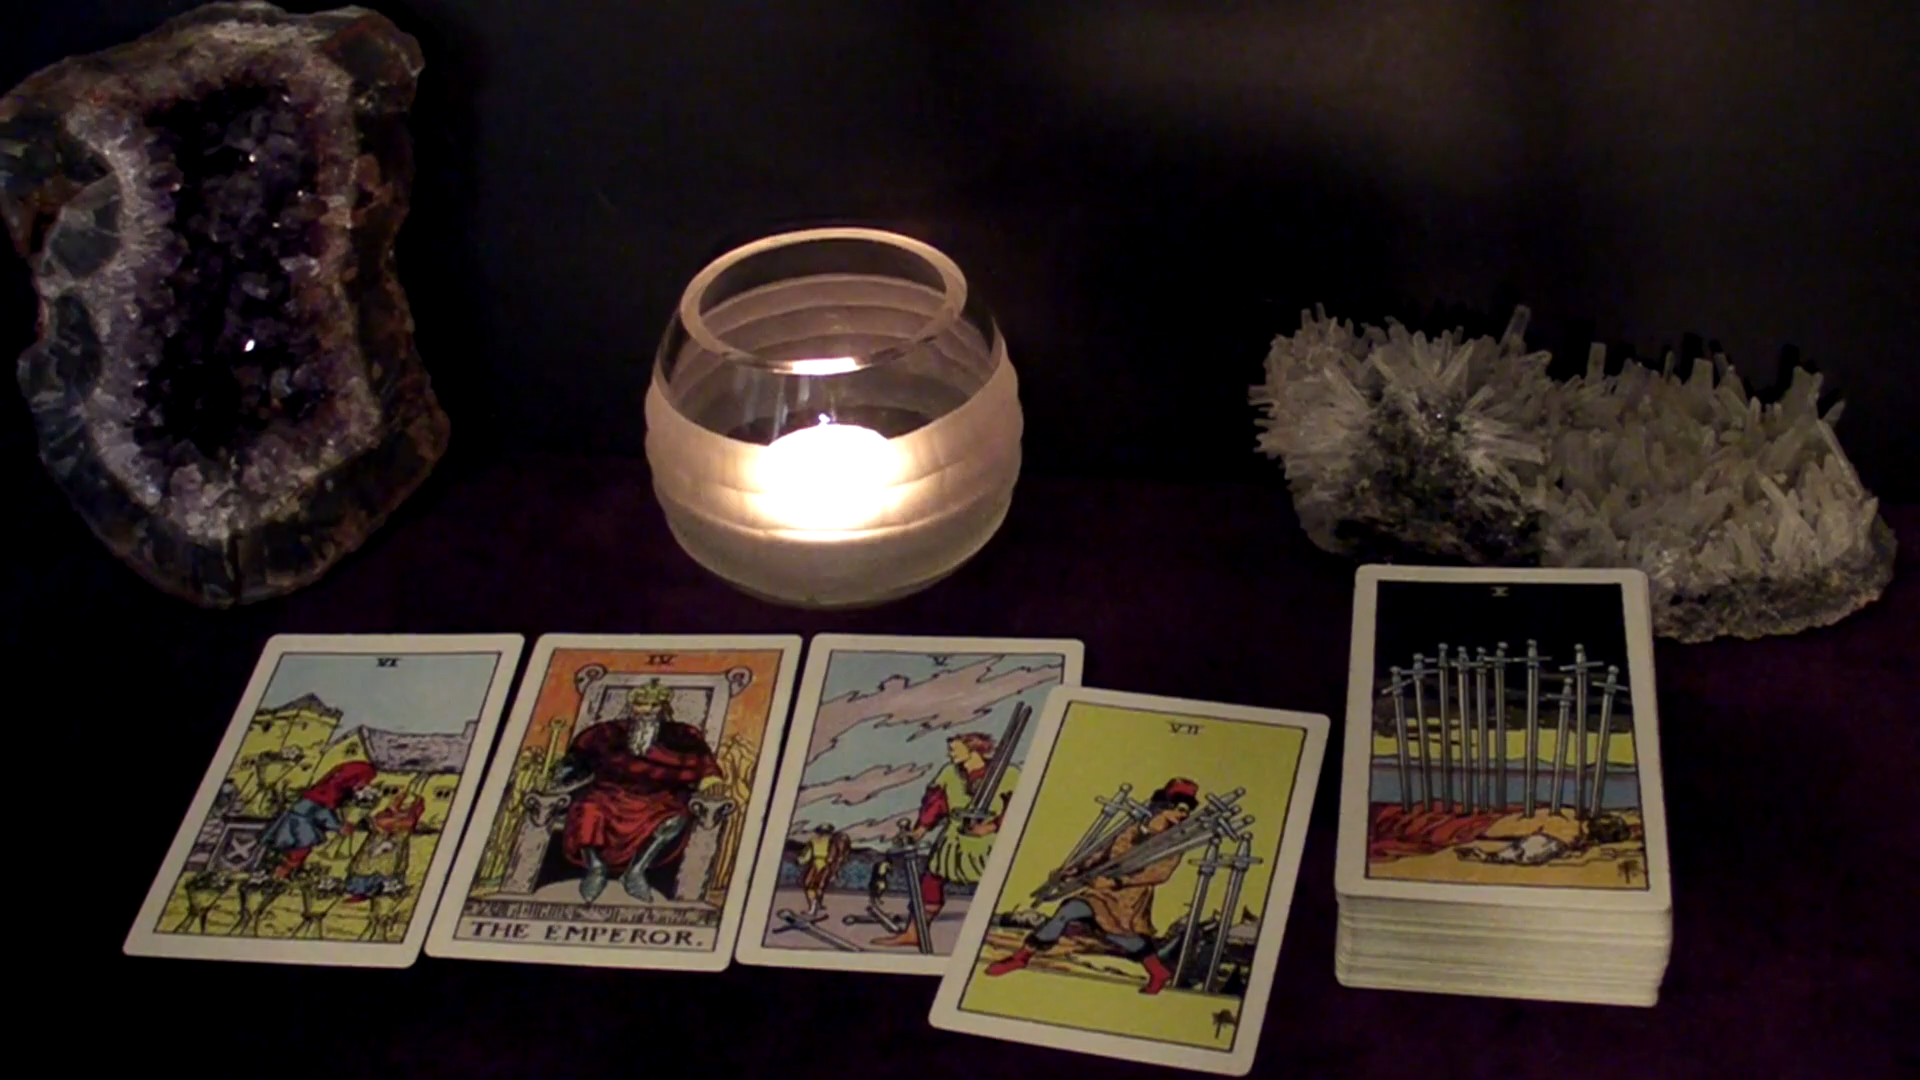 VI
IV
THE EMPEROR.
V
VII
X